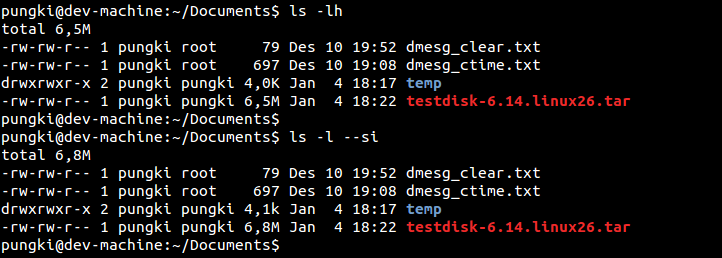 pungki@dev-machine:~/Documents$ ls -lh
total 6,5M
-rw-rw-r-- 1 pungki root     79 Des 10 19:52 dmesg_clear.txt
-rw-rw-r-- 1 pungki root    697 Des 10 19:08 dmesg_ctime.txt
drwxrwxr-x 2 pungki pungki 4,0K Jan  4 18:17 temp
-rw-rw-r-- 1 pungki pungki 6,5M Jan  4 18:22 testdisk-6.14.linux26.tar
pungki@dev-machine:~/Documents$
pungki@dev-machine:~/Documents$ ls -l --si
total 6,8M
-rw-rw-r-- 1 pungki root     79 Des 10 19:52 dmesg_clear.txt
-rw-rw-r-- 1 pungki root    697 Des 10 19:08 dmesg_ctime.txt
drwxrwxr-x 2 pungki pungki 4,1k Jan  4 18:17 temp
-rw-rw-r-- 1 pungki pungki 6,8M Jan  4 18:22 testdisk-6.14.linux26.tar
pungki@dev-machine:~/Documents$